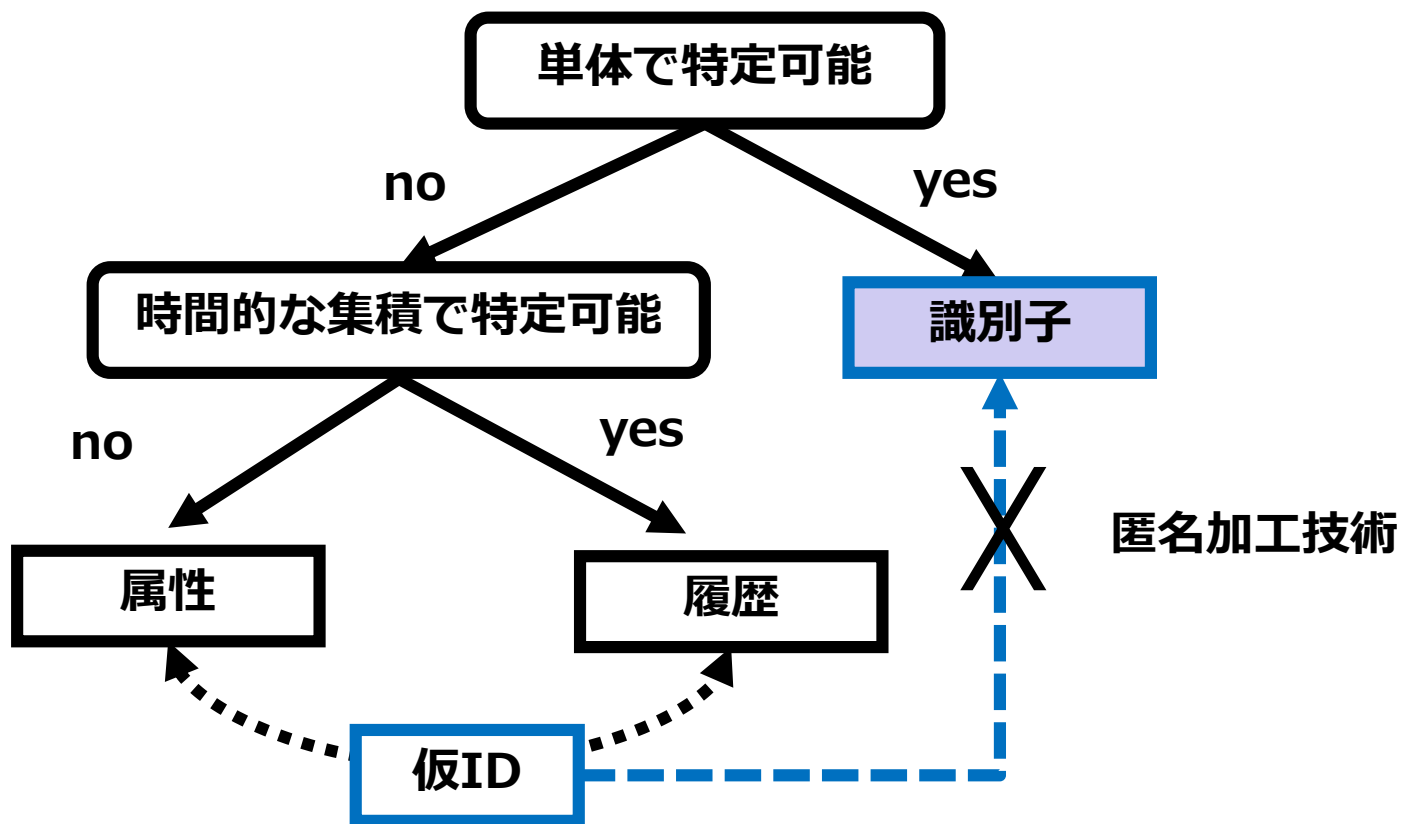 単体で特定可能
no
yes
時間的な集積で特定可能
識別子
no
yes
匿名加工技術
属性
履歴
仮ID